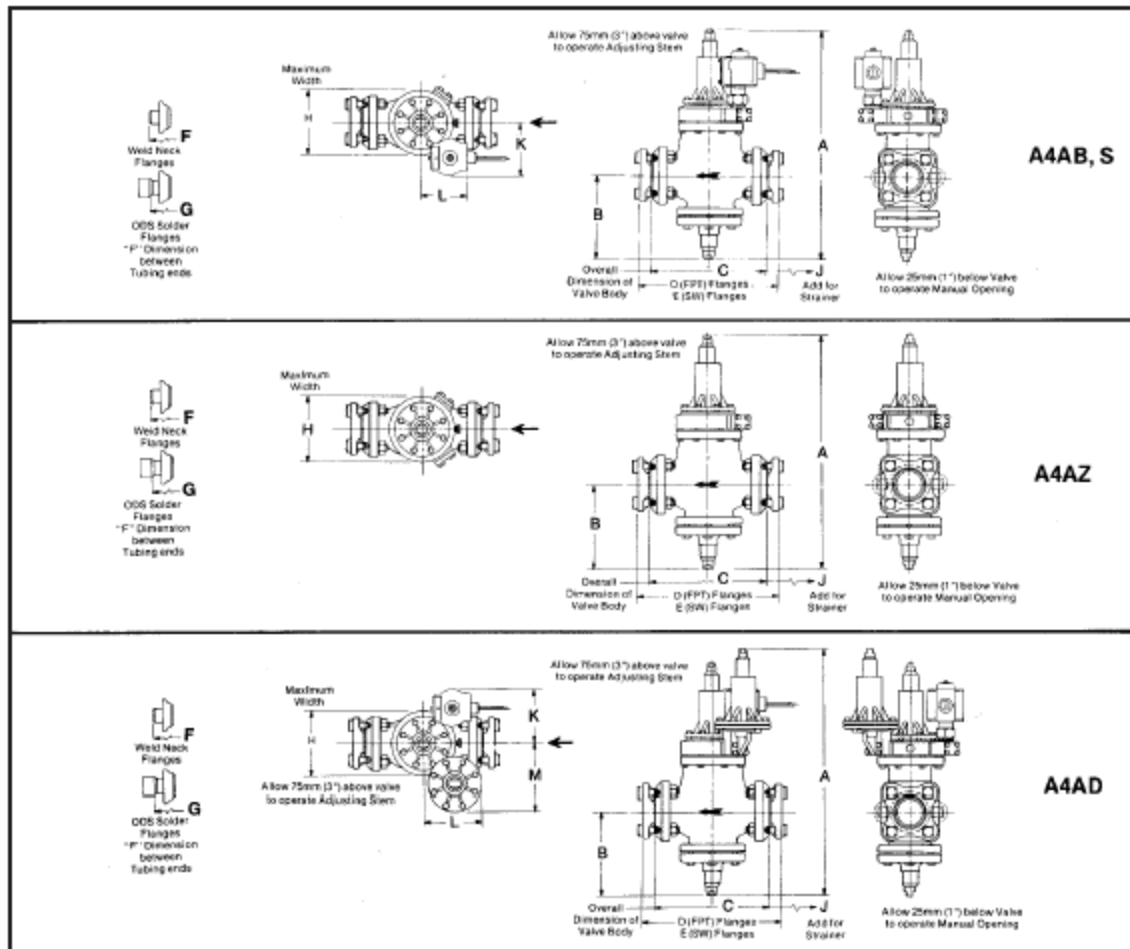 Allow 75mm (3") above valve
to operate Adjusting Stem
Maximum
Width
H
K
L
F
Weld Neck
Flanges
G
ODS Solder
Flanges
"F" Dimension
between
Tubing ends
A
B
C
J
Overall
Dimension of
Valve Body
D (FPT) Flanges
E (SW) Flanges
Add for
Strainer
Allow 25mm (1") below Valve
to operate Manual Opening
A4AB, S
Allow 75mm (3") above valve
to operate Adjusting Stem
Maximum
Width
H
F
Weld Neck
Flanges
G
ODS Solder
Flanges
"F" Dimension
between
Tubing ends
A
B
C
J
Overall
Dimension of
Valve Body
D (FPT) Flanges
E (SW) Flanges
Add for
Strainer
Allow 25mm (1") below Valve
to operate Manual Opening
A4AZ
Allow 75mm (3") above valve
to operate Adjusting Stem
Maximum
Width
H
K
M
L
Allow 75mm (3") above valve
to operate Adjusting Stem
F
Weld Neck
Flanges
G
ODS Solder
Flanges
"F" Dimension
between
Tubing ends
A
B
C
J
Overall
Dimension of
Valve Body
D (FPT) Flanges
E (SW) Flanges
Add for
Strainer
Allow 25mm (1") below Valve
to operate Manual Opening
A4AD